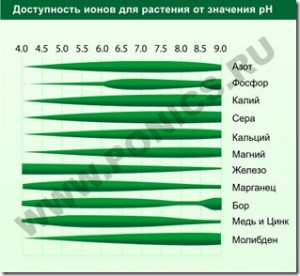 Доступность ионов для растения от значения pH
4.0 4.5 5.0 5.5 6.0 6.5 7.0 7.5 8.0 8.5 9.0
Азот
Фосфор
Калий
Сера
Кальций
Магний
Железо
Марганец
Бор
Медь и Цинк
Молибден
WWW.PONICS.RU